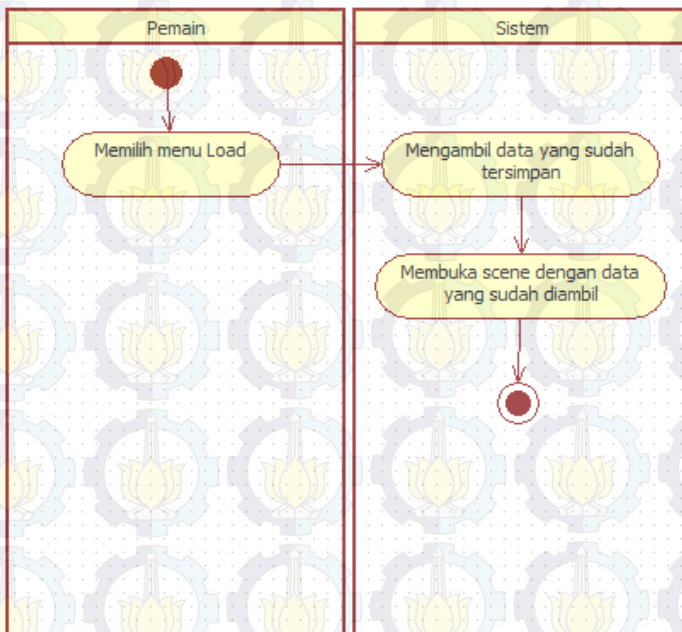 Pemain
Sistem
Memilih menu Load
Mengambil data yang sudah
tersimpan
Membuka scene dengan data
yang sudah diambil